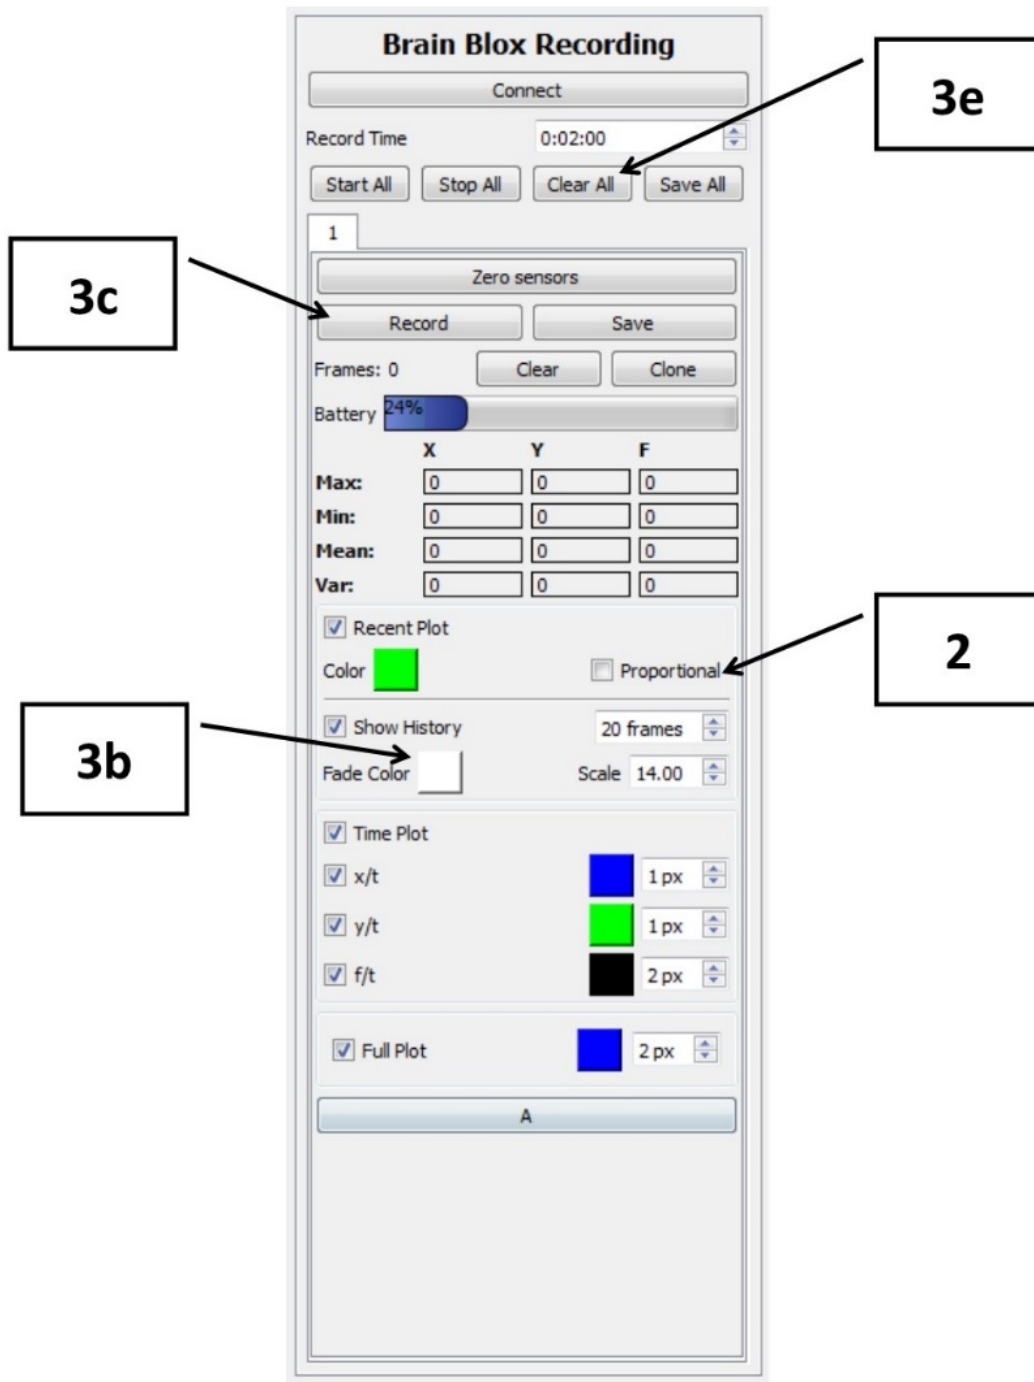 Brain Blox Recording
Connect
3e
Record Time 0:02:00
Start All Stop All Clear All Save All
1
3c
Zero sensors
Record Save
Frames: 0 Clear Clone
Battery 24%
X Y F
Max: 0 0 0
Min: 0 0 0
Mean: 0 0 0
Var: 0 0 0
Recent Plot
2
Color Proportional
3b
Show History 20 frames
Fade Color Scale 14.00
Time Plot
x/t 1 px
y/t 1 px
f/t 2 px
Full Plot 2 px
A